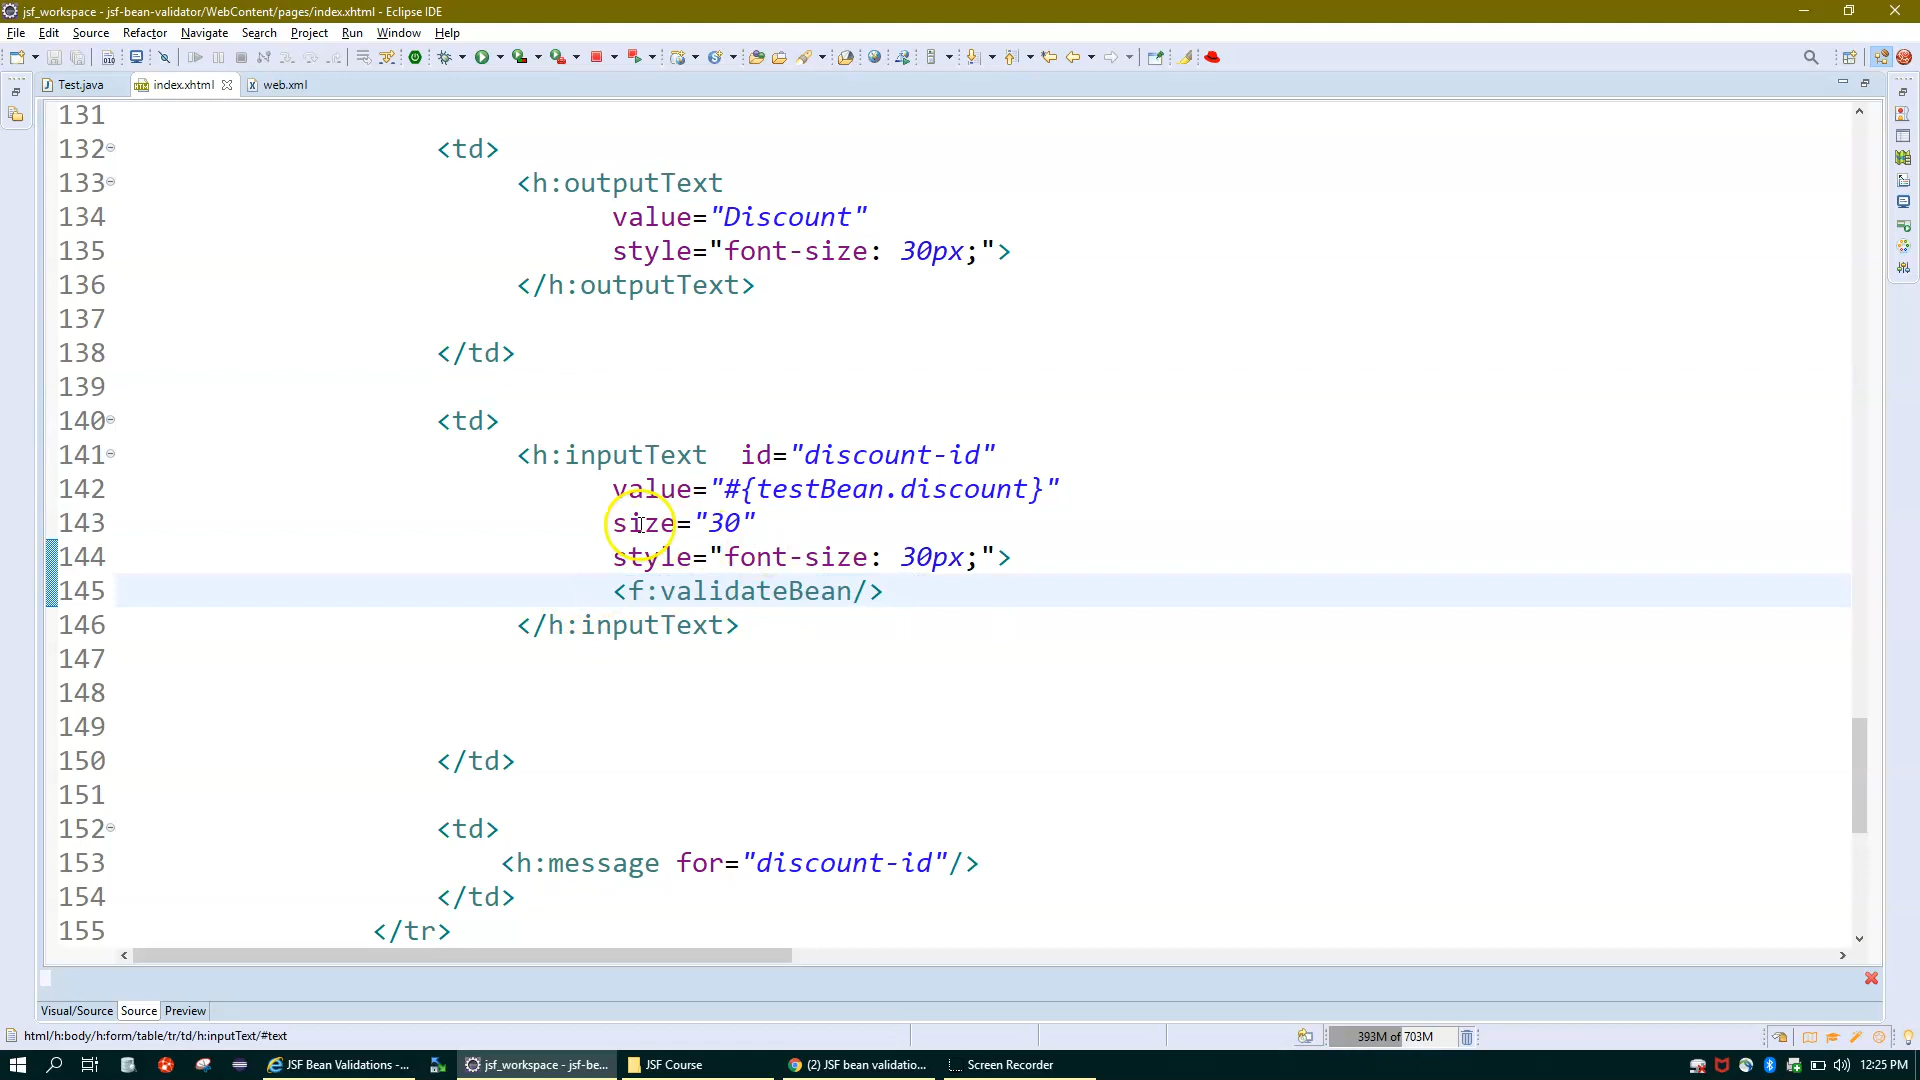 jsf_workspace - jsf-bean-validator/WebContent/pages/index.xhtml - Eclipse IDE
File Edit Source Refactor Navigate Search Project Run Window Help
Test.java index.xhtml web.xml
131
132 <td>
133 <h:outputText
134 value="Discount"
135 style="font-size: 30px;">
136 </h:outputText>
137
138 </td>
139
140 <td>
141 <h:inputText id="discount-id"
142 value="#{testBean.discount}"
143 size="30"
144 style="font-size: 30px;">
145 <f:validateBean/>
146 </h:inputText>
147
148
149
150 </td>
151
152 <td>
153 <h:message for="discount-id"/>
154 </td>
155 </tr>
Visual/Source Source Preview
html/h:body/h:form/table/tr/td/h:inputText/#text
393M of 703M
JSF Bean Validations -...
jsf_workspace - jsf-be...
JSF Course
(2) JSF bean validatio...
Screen Recorder
12:25 PM